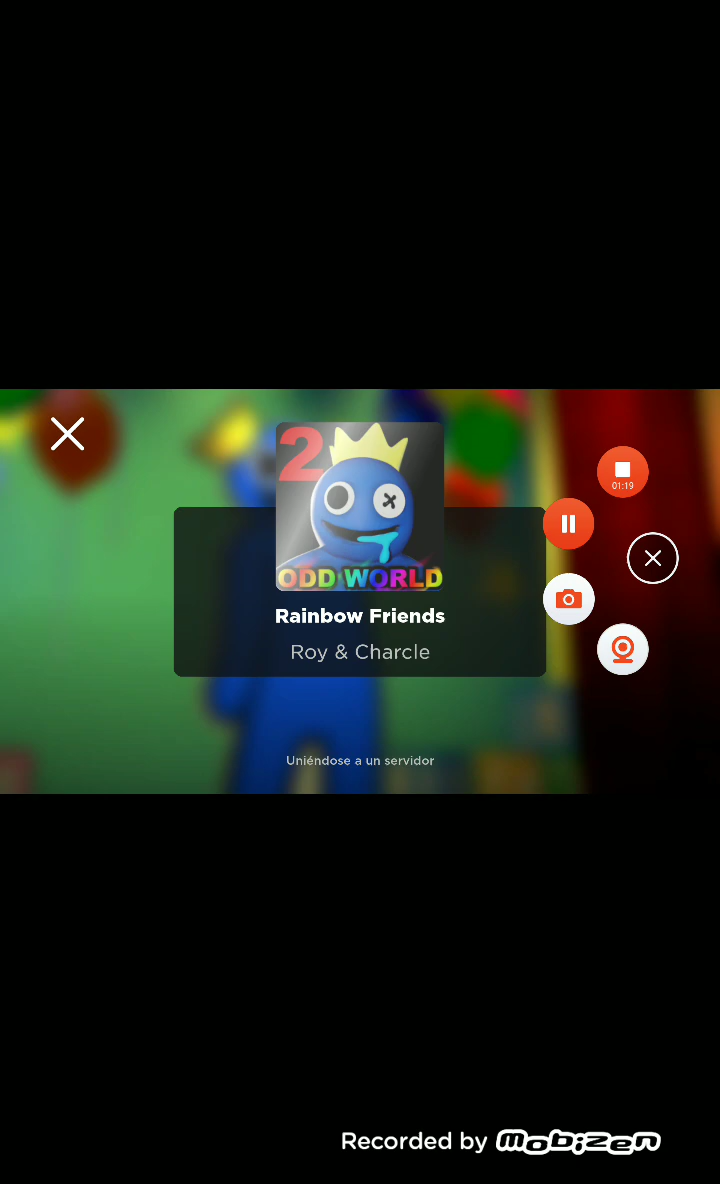 2
ODD WORLD
Rainbow Friends
Roy & Charcle
Uniéndose a un servidor
01:19
Recorded by mobizen